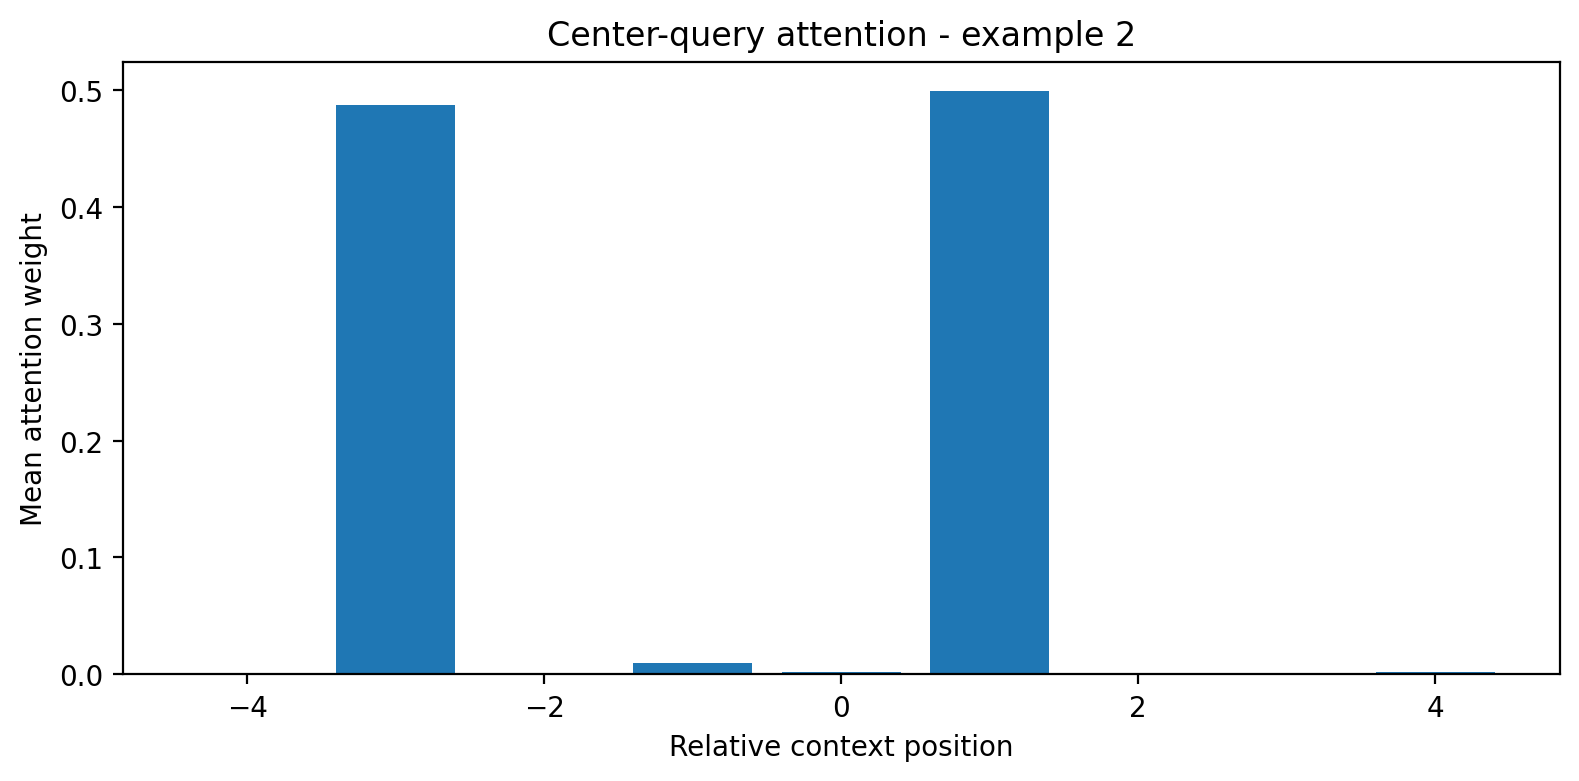 Center-query attention - example 2
Mean attention weight
0.5
0.4
0.3
0.2
0.1
0.0
−4 −2 0 2 4
Relative context position